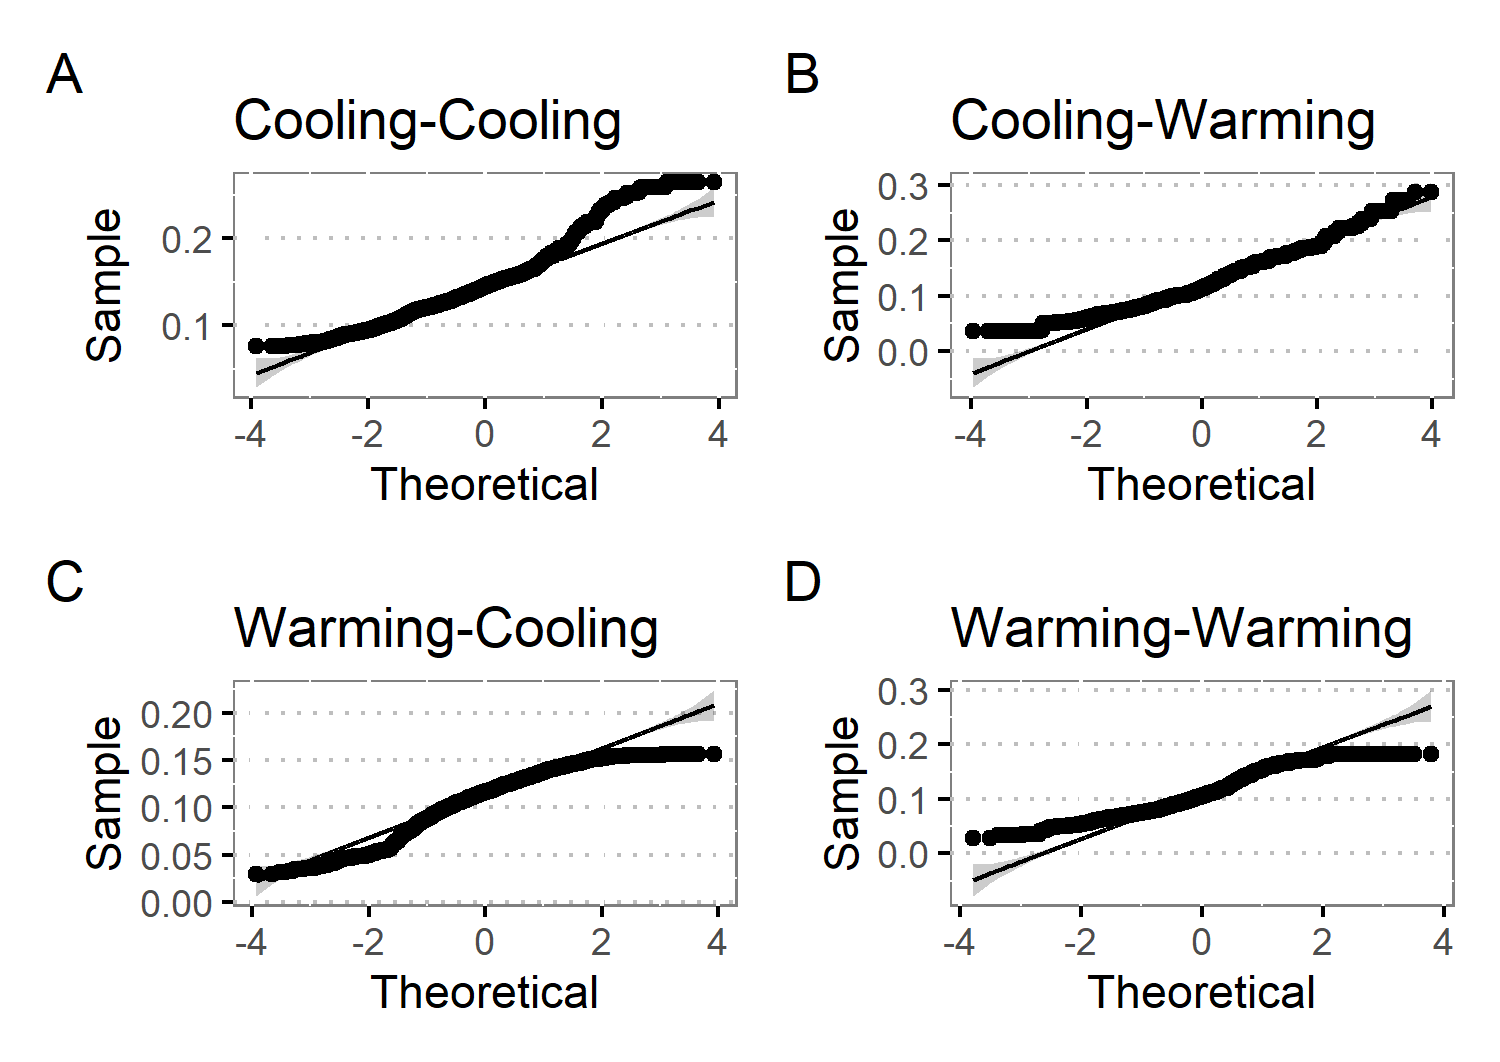 A
Cooling-Cooling
Sample
0.2
0.1
-4 -2 0 2 4
Theoretical
B
Cooling-Warming
Sample
0.3
0.2
0.1
0.0
-4 -2 0 2 4
Theoretical
C
Warming-Cooling
Sample
0.20
0.15
0.10
0.05
0.00
-4 -2 0 2 4
Theoretical
D
Warming-Warming
Sample
0.3
0.2
0.1
0.0
-4 -2 0 2 4
Theoretical